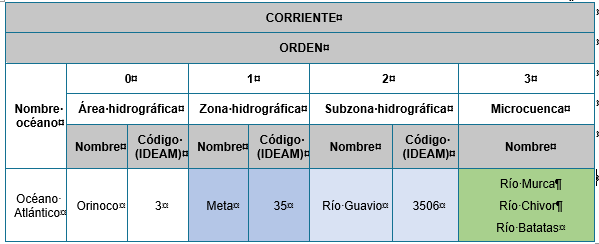 CORRIENTE¤
ORDEN¤
Nombre·océano¤ 0¤ 1¤ 2¤ 3¤
Área·hidrográfica¤ Zona·hidrográfica¤ Subzona·hidrográfica¤ Microcuenca¤
Nombre¤ Código·(IDEAM)¤ Nombre¤ Código·(IDEAM)¤ Nombre¤ Código·(IDEAM)¤ Nombre¤
Océano·Atlántico¤ Orinoco¤ 3¤ Meta¤ 35¤ Río·Guavio¤ 3506¤ Río·Murca¶
Río·Chivor¶
Río·Batatas¤